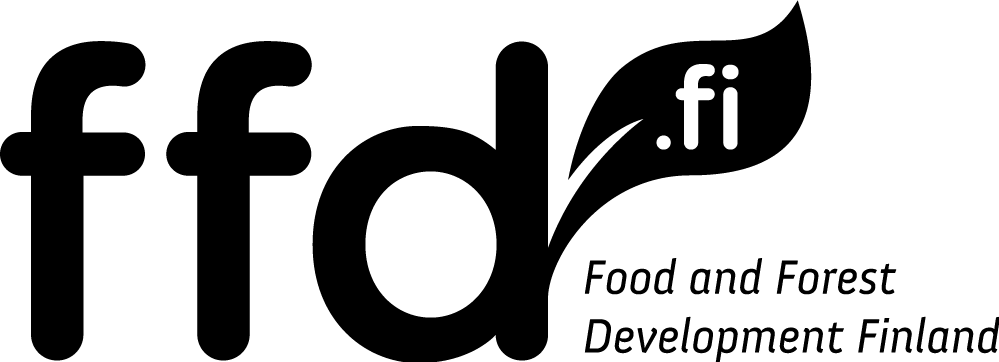 ffd
.fi
Food and Forest
Development Finland